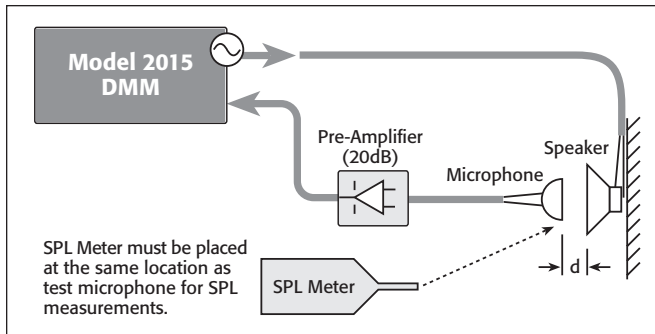 Model 2015
DMM
Pre-Amplifier
(20dB)
Speaker
Microphone
SPL Meter must be placed
at the same location as
test microphone for SPL
measurements.
SPL Meter
d